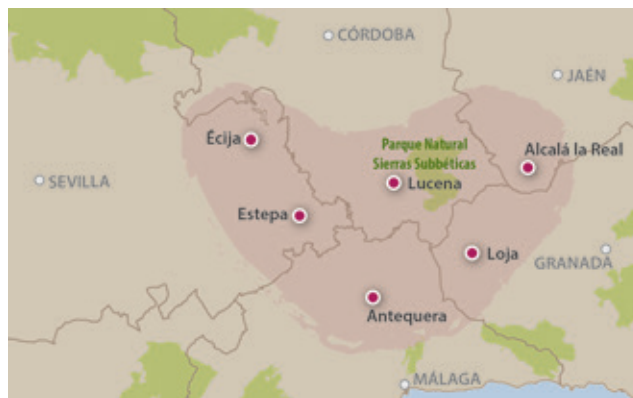 CÓRDOBA
JAÉN
Écija
Parque Natural
Sierras Subbéticas
Alcalá la Real
SEVILLA
Lucena
Estepa
Loja
GRANADA
Antequera
MÁLAGA